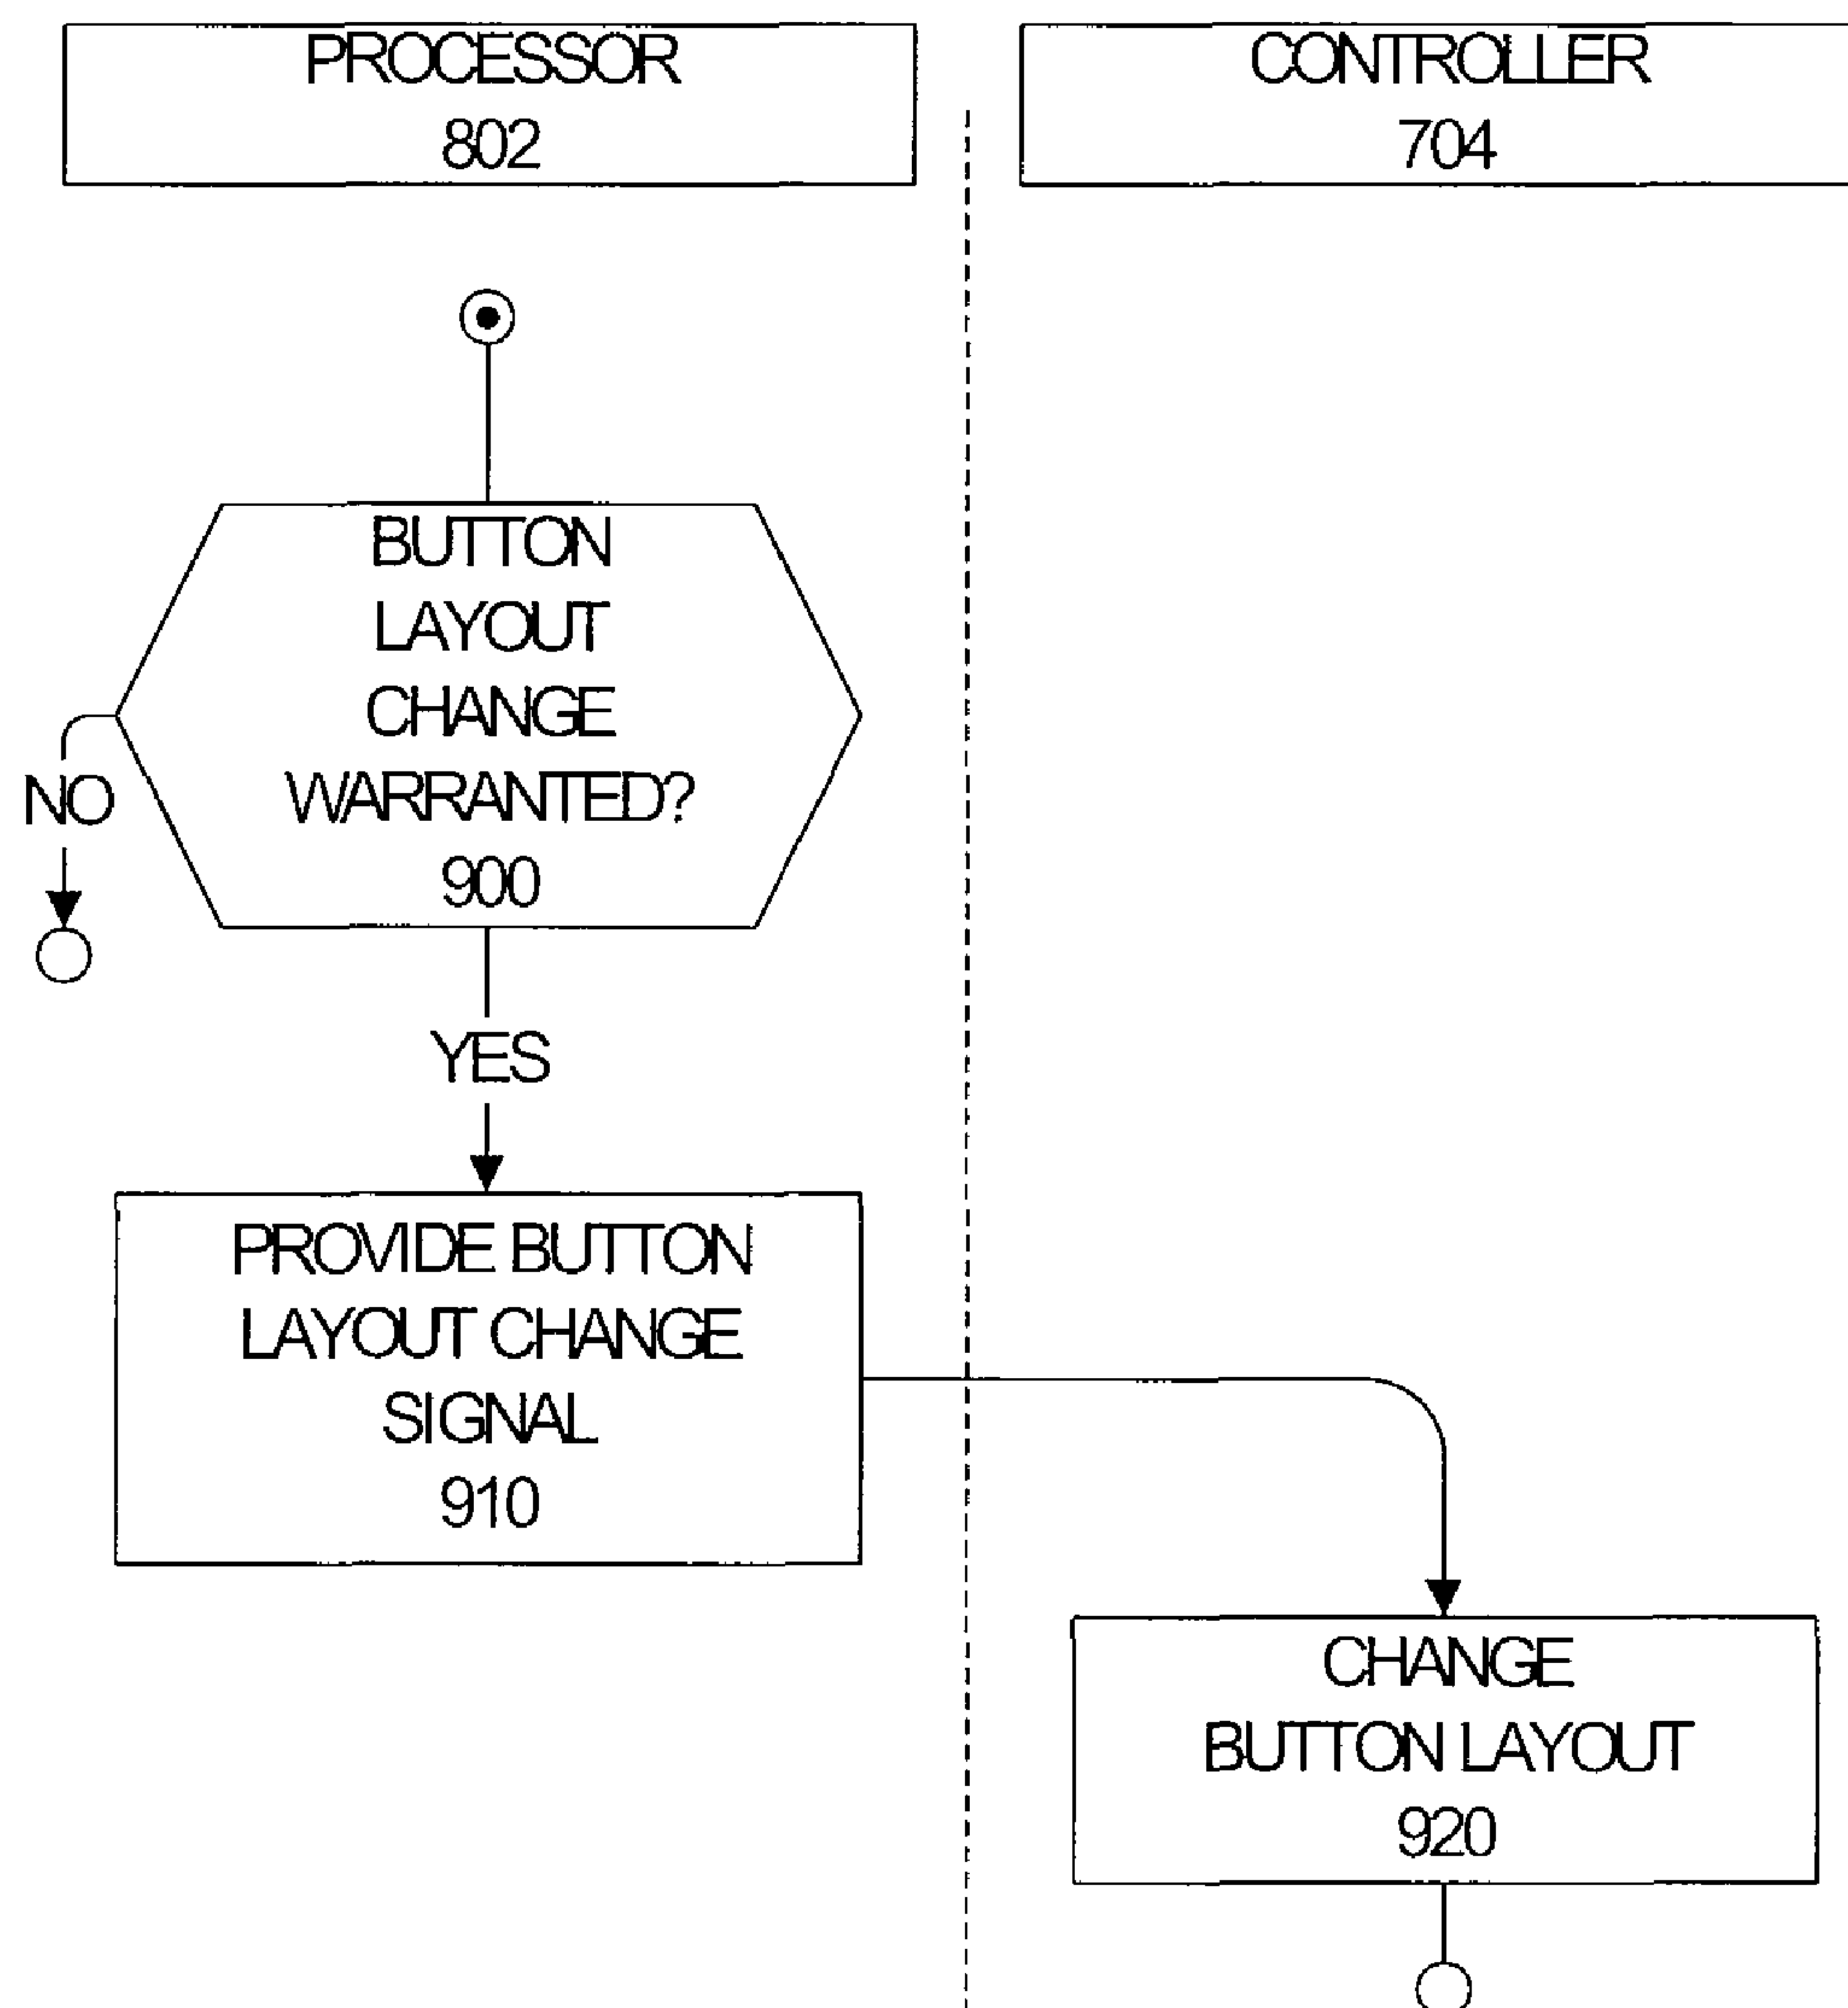 PROCESSOR
802
CONTROLLER
704
BUTTON
LAYOUT
CHANGE
WARRANTED?
900
NO
YES
PROVIDE BUTTON
LAYOUT CHANGE
SIGNAL
910
CHANGE
BUTTON LAYOUT
920